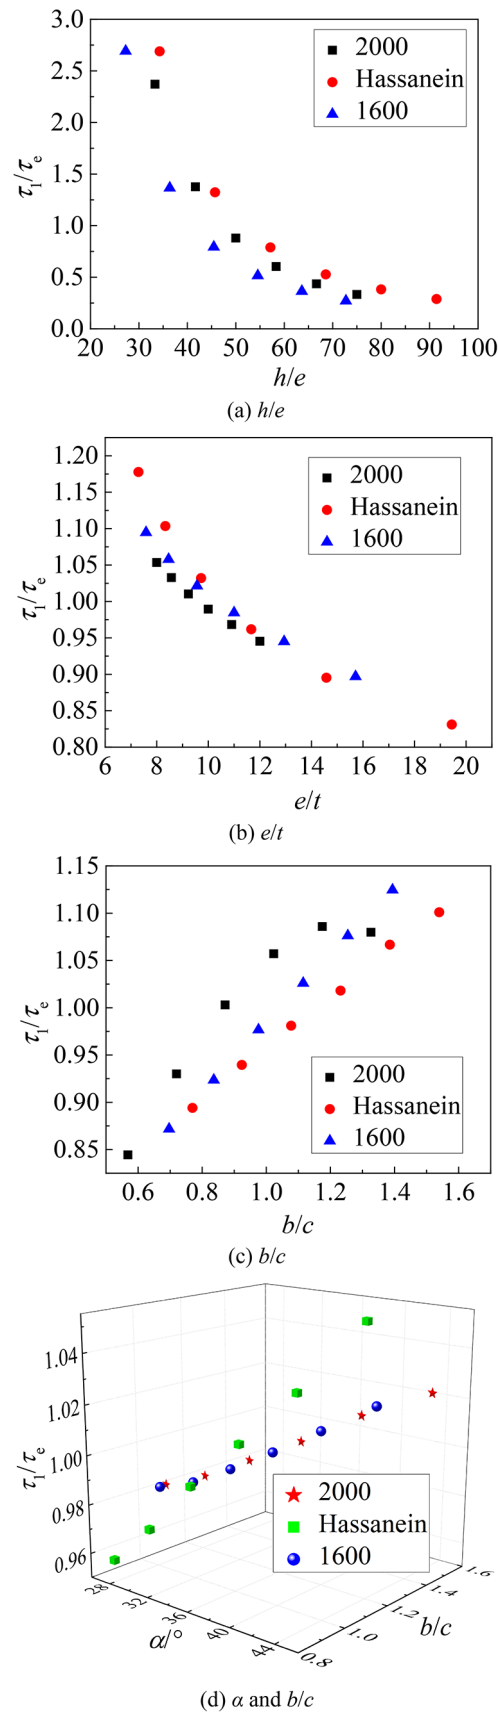 3.0
2.5
2.0
1.5
1.0
0.5
0.0
τl/τe
2000
Hassanein
1600
20 30 40 50 60 70 80 90 100
h/e
(a) h/e
1.20
1.15
1.10
1.05
1.00
0.95
0.90
0.85
0.80
τl/τe
2000
Hassanein
1600
6 8 10 12 14 16 18 20
e/t
(b) e/t
1.15
1.10
1.05
1.00
0.95
0.90
0.85
τl/τe
2000
Hassanein
1600
0.6 0.8 1.0 1.2 1.4 1.6
b/c
(c) b/c
1.04
1.02
1.00
0.98
0.96
τl/τe
2000
Hassanein
1600
28 32 36 40 44
α/°
0.8 1.0 1.2 1.4 1.6
b/c
(d) α and b/c